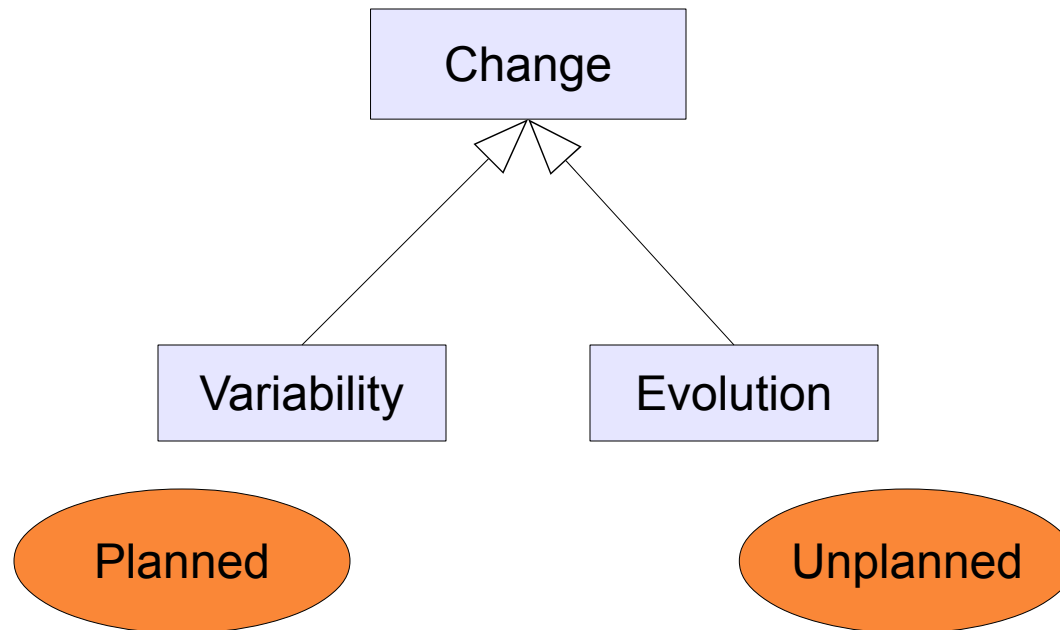 Change
Variability
Evolution
Planned
Unplanned